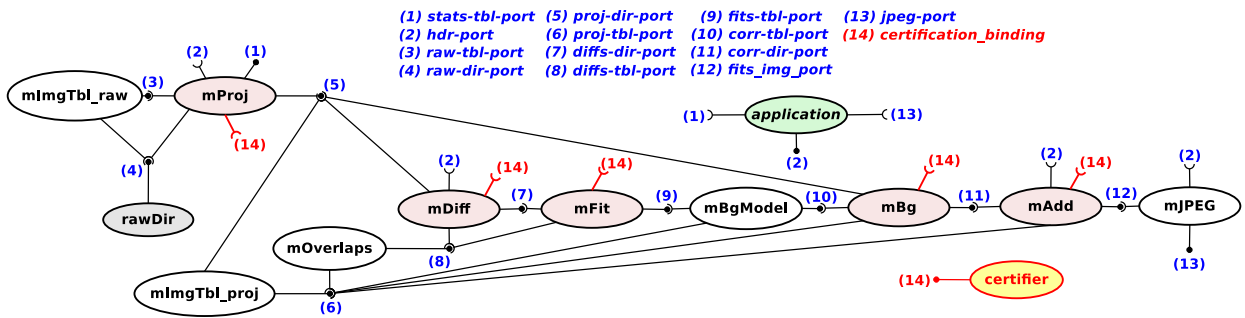 (1) stats-tbl-port (5) proj-dir-port (9) fits-tbl-port (13) jpeg-port
(2) hdr-port (6) proj-tbl-port (10) corr-tbl-port (14) certification_binding
(3) raw-tbl-port (7) diffs-dir-port (11) corr-dir-port
(4) raw-dir-port (8) diffs-tbl-port (12) fits_img_port
(2) (1)
mImgTbl_raw (3) mProj (5)
(14)
(4)
rawDir
(1) application (13)
(2)
(2) (14) (14) (14) (2) (14) (2)
mDiff (7) mFit (9) mBgModel (10) mBg (11) mAdd (12) mJPEG
mOverlaps (8)
(13)
mImgTbl_proj (6)
(14) certifier